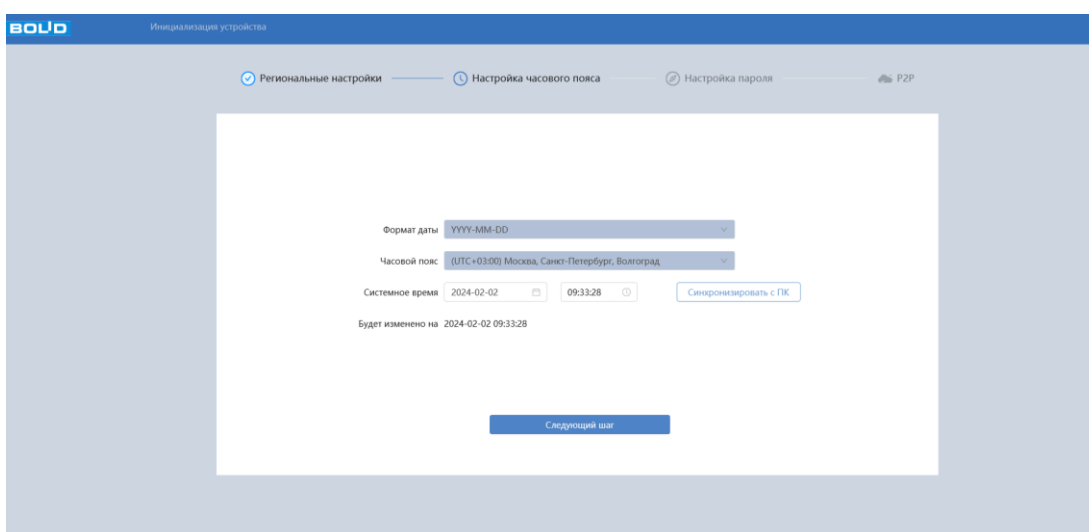 BOLID Инициализация устройства
Региональные настройки Настройка часового пояса Настройка пароля P2P
Формат даты YYYY-MM-DD
Часовой пояс (UTC+03:00) Москва, Санкт-Петербург, Волгоград
Системное время 2024-02-02 09:33:28 Синхронизировать с ПК
Будет изменено на 2024-02-02 09:33:28
Следующий шаг